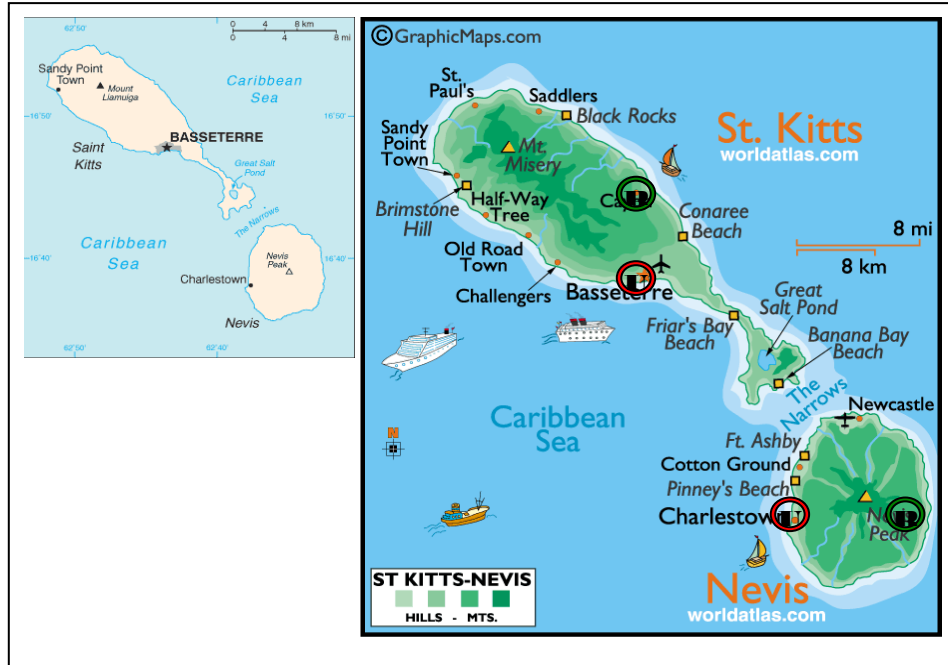 62°50'
62°40'
0 4 8 km
0 4 8 mi
Sandy Point
Town
Mount
Liamuiga
Caribbean
Sea
16°50'
16°50'
BASSETERRE
Saint
Kitts
Great Salt
Pond
The Narrows
Caribbean
Sea
16°40'
16°40'
Nevis
Peak
Charlestown
Nevis
62°50'
62°40'
©GraphicMaps.com
St.
Paul's
Saddlers
Black Rocks
St. Kitts
worldatlas.com
Sandy
Point
Town
Mt.
Misery
Half-Way
Tree
Brimstone
Hill
B
Conaree
Beach
8 mi
8 km
Old Road
Town
Challengers
Basseterre
U
Great
Salt Pond
Friar's Bay
Beach
Banana Bay
Beach
The
Narrows
Newcastle
Caribbean
Sea
N
Ft. Ashby
Cotton Ground
Pinney's Beach
Charlestown
U
Peak
B
Nevis
worldatlas.com
ST KITTS-NEVIS
HILLS - MTS.